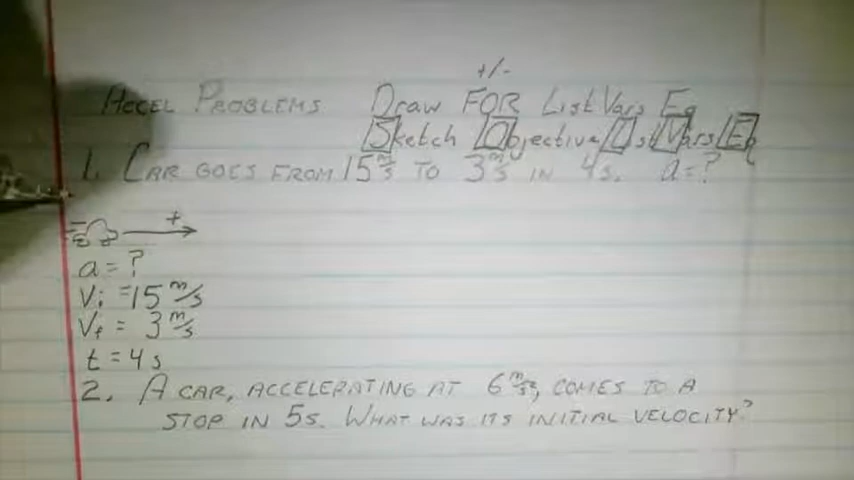 +/-
ACCEL PROBLEMS Draw FOR List Vars Eq
Sketch Objective List Vars Eq
1. CAR GOES FROM 15 m/s TO 3 m/s IN 4s. a=?
+
a = ?
Vi = 15 m/s
Vf = 3 m/s
t = 4 s
2. A CAR, ACCELERATING AT 6 m/s², COMES TO A
STOP IN 5s. WHAT WAS ITS INITIAL VELOCITY?